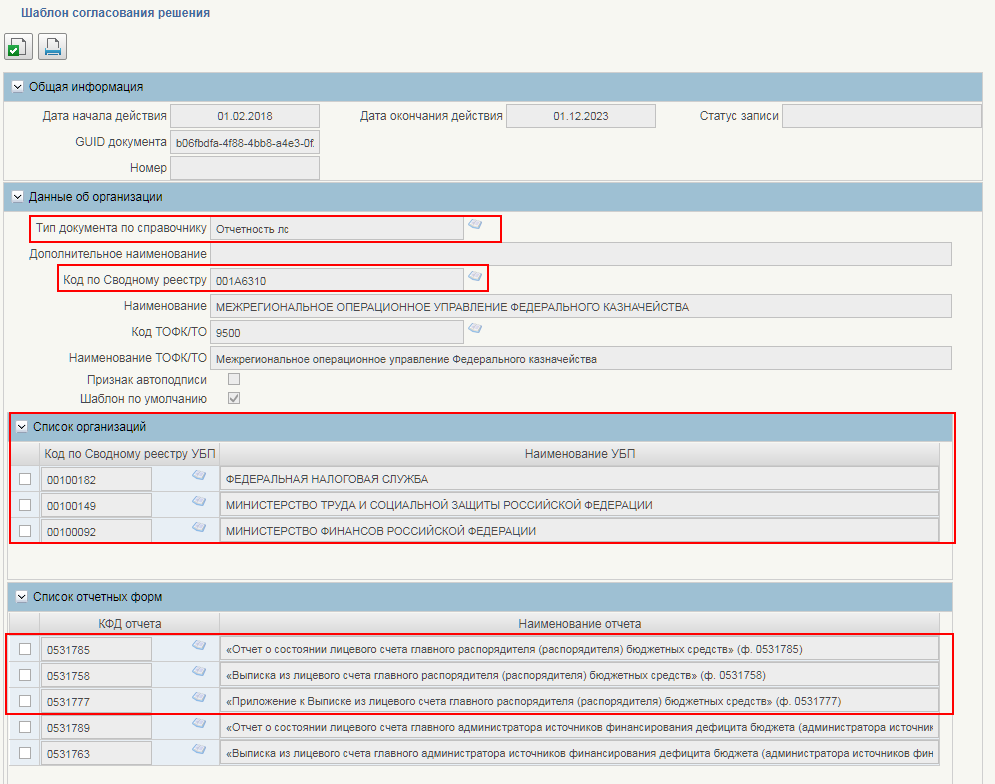 Шаблон согласования решения
Общая информация
Дата начала действия 01.02.2018 Дата окончания действия 01.12.2023 Статус записи
GUID документа b06fbdfa-4f88-4bb8-a4e3-0f
Номер
Данные об организации
Тип документа по справочнику Отчетность лс
Дополнительное наименование
Код по Сводному реестру 001А6310
Наименование МЕЖРЕГИОНАЛЬНОЕ ОПЕРАЦИОННОЕ УПРАВЛЕНИЕ ФЕДЕРАЛЬНОГО КАЗНАЧЕЙСТВА
Код ТОФК/ТО 9500
Наименование ТОФК/ТО Межрегиональное операционное управление Федерального казначейства
Признак автоподписи
Шаблон по умолчанию
Список организаций
Код по Сводному реестру УБП Наименование УБП
00100182 ФЕДЕРАЛЬНАЯ НАЛОГОВАЯ СЛУЖБА
00100149 МИНИСТЕРСТВО ТРУДА И СОЦИАЛЬНОЙ ЗАЩИТЫ РОССИЙСКОЙ ФЕДЕРАЦИИ
00100092 МИНИСТЕРСТВО ФИНАНСОВ РОССИЙСКОЙ ФЕДЕРАЦИИ
Список отчетных форм
КФД отчета Наименование отчета
0531785 «Отчет о состоянии лицевого счета главного распорядителя (распорядителя) бюджетных средств» (ф. 0531785)
0531758 «Выписка из лицевого счета главного распорядителя (распорядителя) бюджетных средств» (ф. 0531758)
0531777 «Приложение к Выписке из лицевого счета главного распорядителя (распорядителя) бюджетных средств» (ф. 0531777)
0531789 «Отчет о состоянии лицевого счета главного администратора источников финансирования дефицита бюджета (администратора источник
0531763 «Выписка из лицевого счета главного администратора источников финансирования дефицита бюджета (администратора источников фин